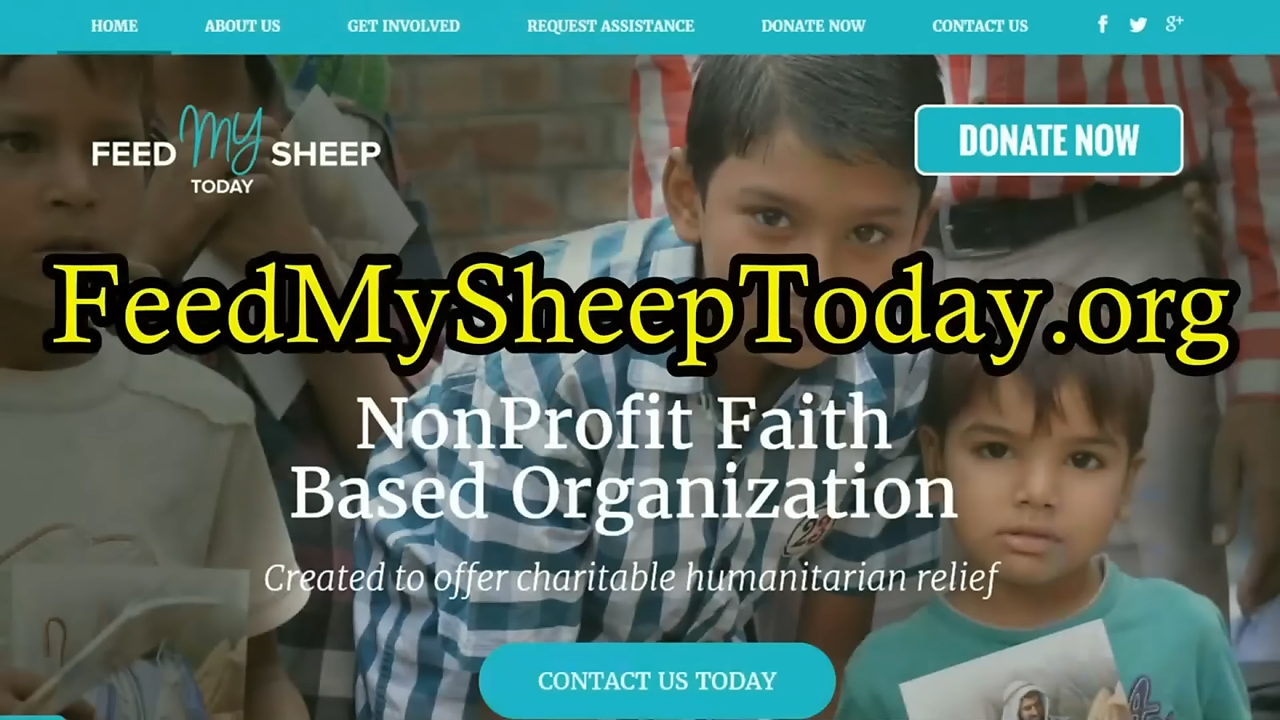 HOME ABOUT US GET INVOLVED REQUEST ASSISTANCE DONATE NOW CONTACT US f g+
FEED My SHEEP
TODAY
DONATE NOW
FeedMySheepToday.org
NonProfit Faith
Based Organization
23
Created to offer charitable humanitarian relief
CONTACT US TODAY